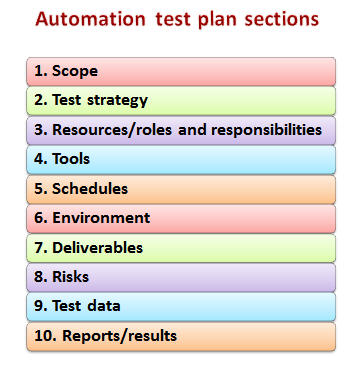 Automation test plan sections
1. Scope
2. Test strategy
3. Resources/roles and responsibilities
4. Tools
5. Schedules
6. Environment
7. Deliverables
8. Risks
9. Test data
10. Reports/results